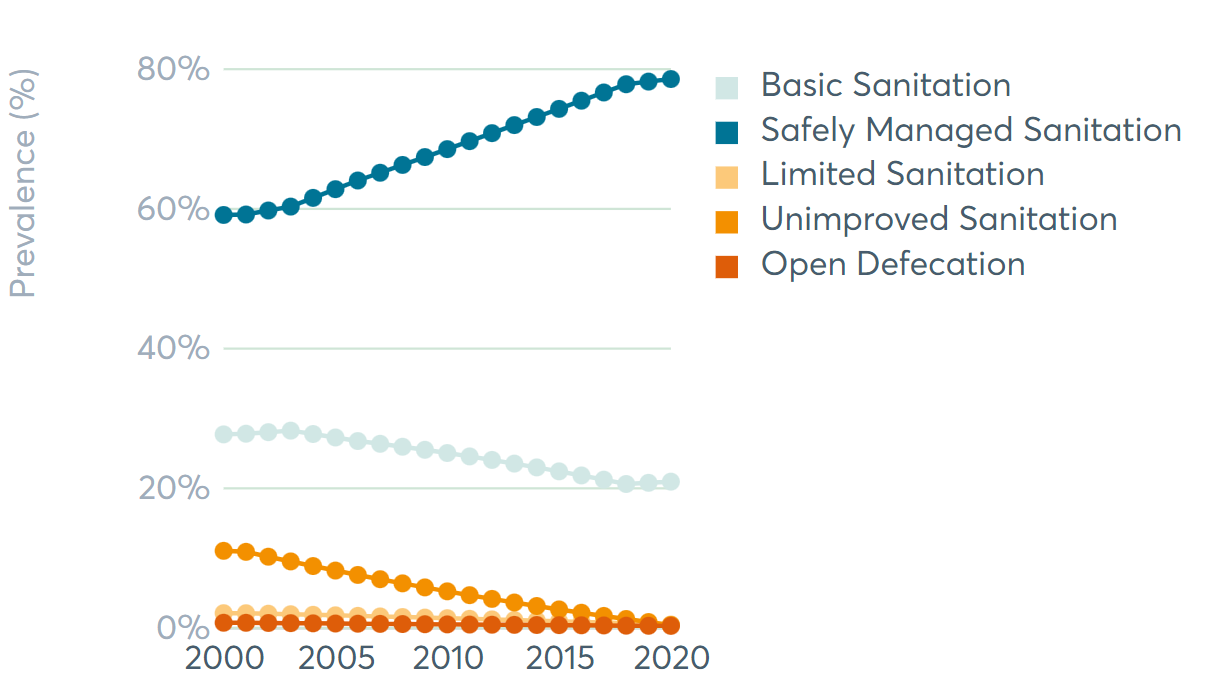 Prevalence (%)
80%
60%
40%
20%
0%
2000 2005 2010 2015 2020
Basic Sanitation
Safely Managed Sanitation
Limited Sanitation
Unimproved Sanitation
Open Defecation